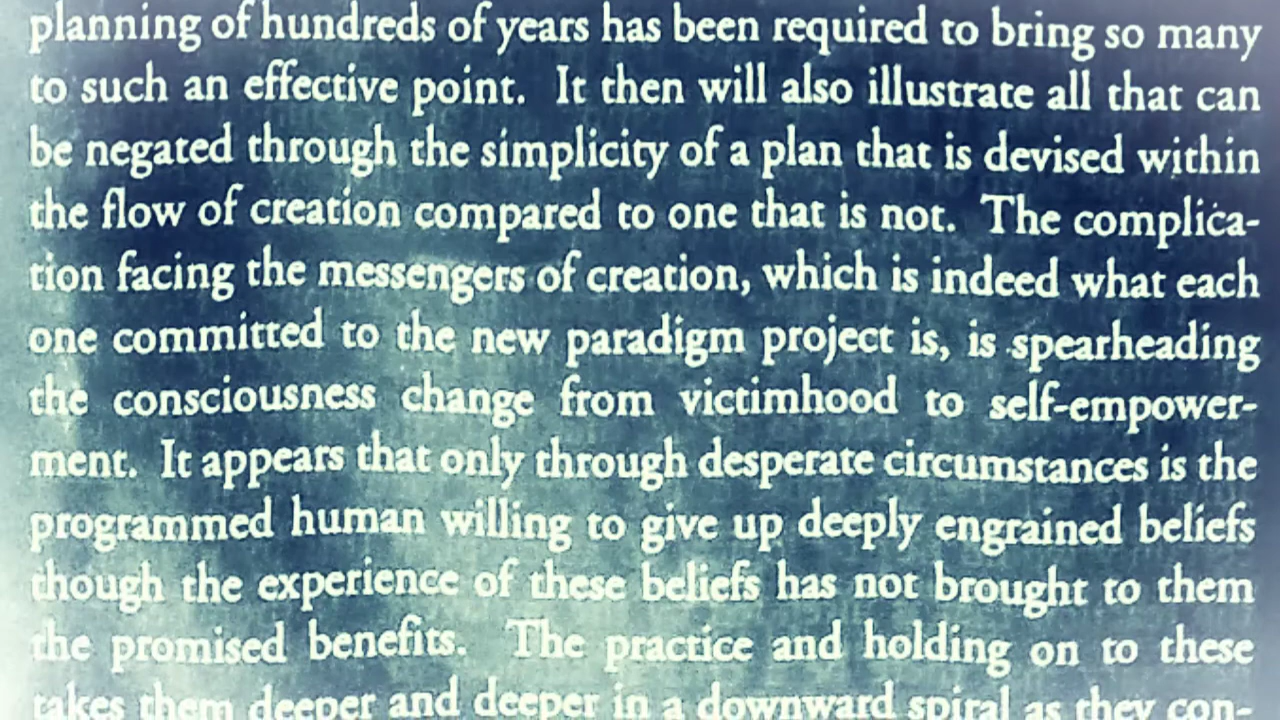 planning of hundreds of years has been required to bring so many
to such an effective point. It then will also illustrate all that can
be negated through the simplicity of a plan that is devised within
the flow of creation compared to one that is not. The complica-
tion facing the messengers of creation, which is indeed what each
one committed to the new paradigm project is, is spearheading
the consciousness change from victimhood to self-empower-
ment. It appears that only through desperate circumstances is the
programmed human willing to give up deeply engrained beliefs
though the experience of these beliefs has not brought to them
the promised benefits. The practice and holding on to these
takes them deeper and deeper in a downward spiral as they con-